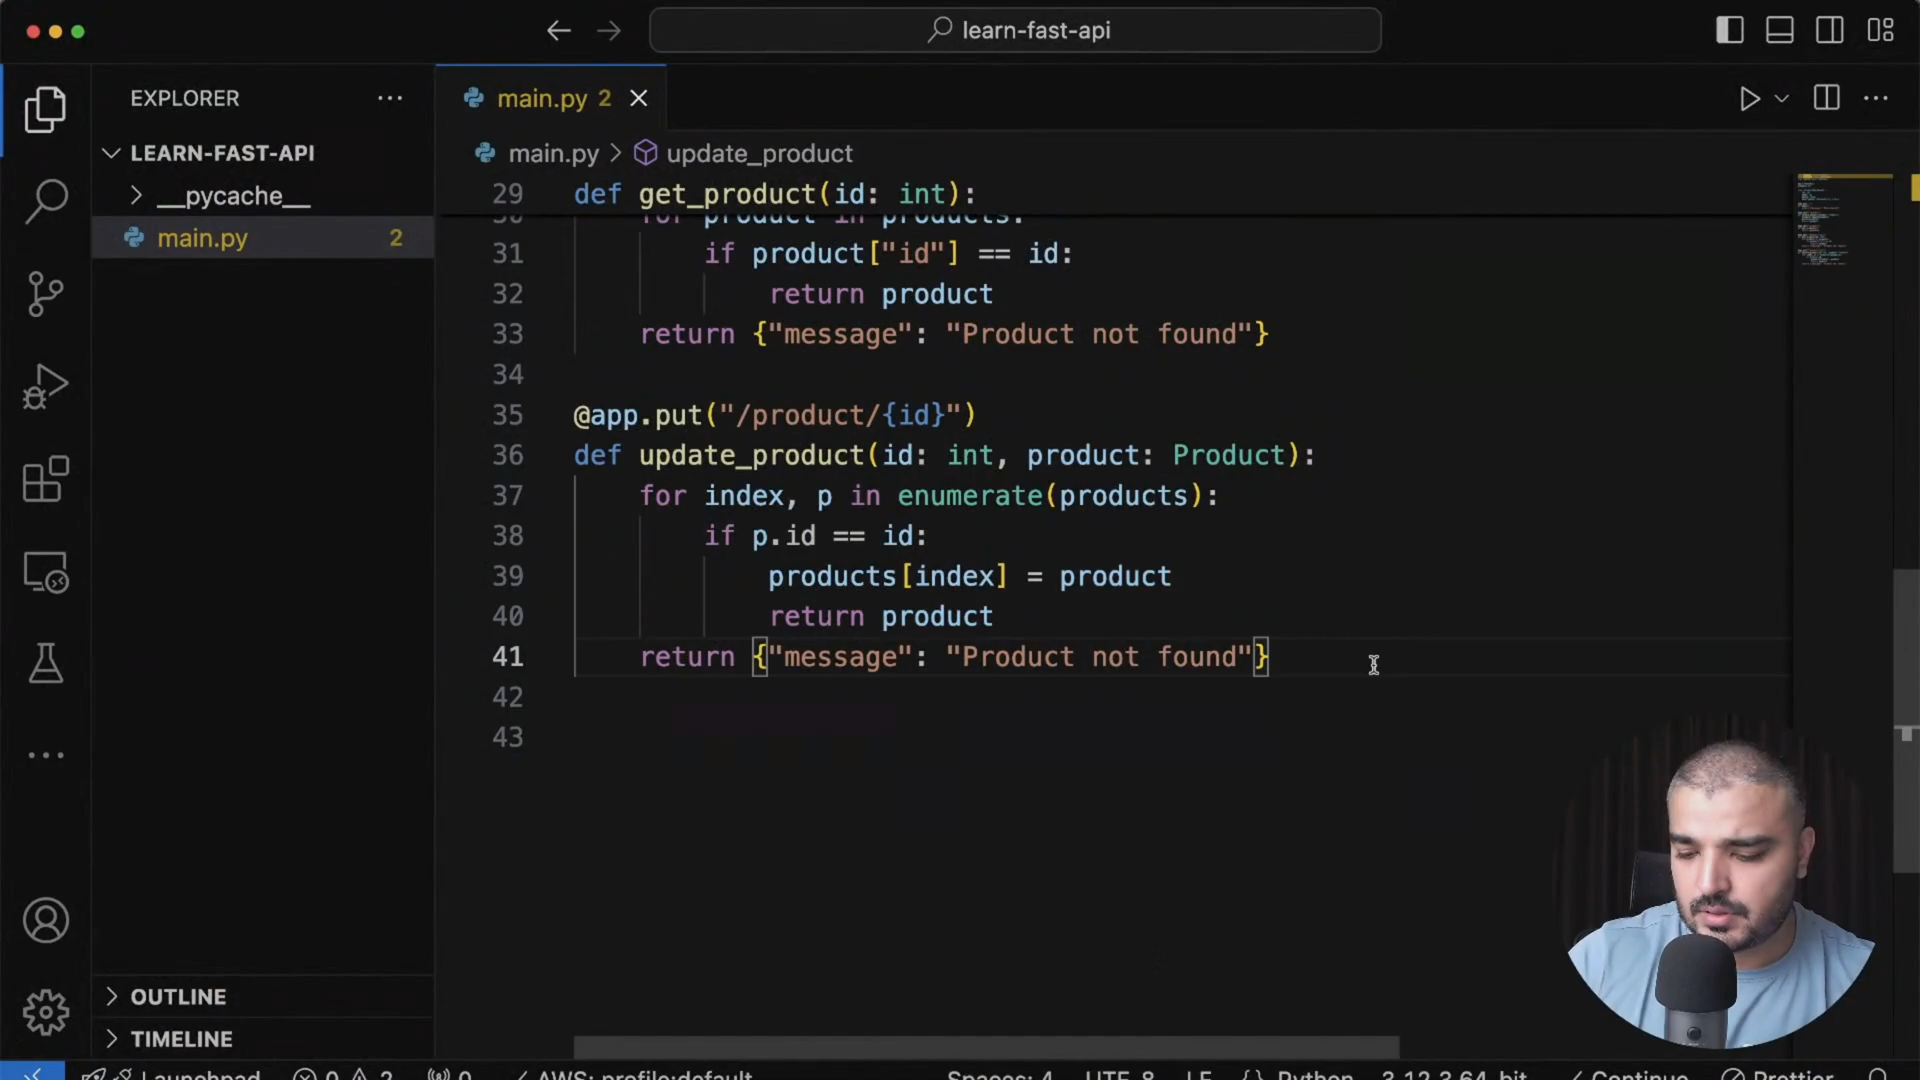 learn-fast-api
EXPLORER
main.py 2
LEARN-FAST-API
main.py > update_product
__pycache__
29 def get_product(id: int):
main.py 2
30 for product in products:
31 if product["id"] == id:
32 return product
33 return {"message": "Product not found"}
34
35 @app.put("/product/{id}")
36 def update_product(id: int, product: Product):
37 for index, p in enumerate(products):
38 if p.id == id:
39 products[index] = product
40 return product
41 return {"message": "Product not found"}
42
43
OUTLINE
TIMELINE
Launchpad 0 2 0 AWS: profile:default Spaces: 4 UTF-8 LF {} Python 3.12.3 64-bit Continue Prettier